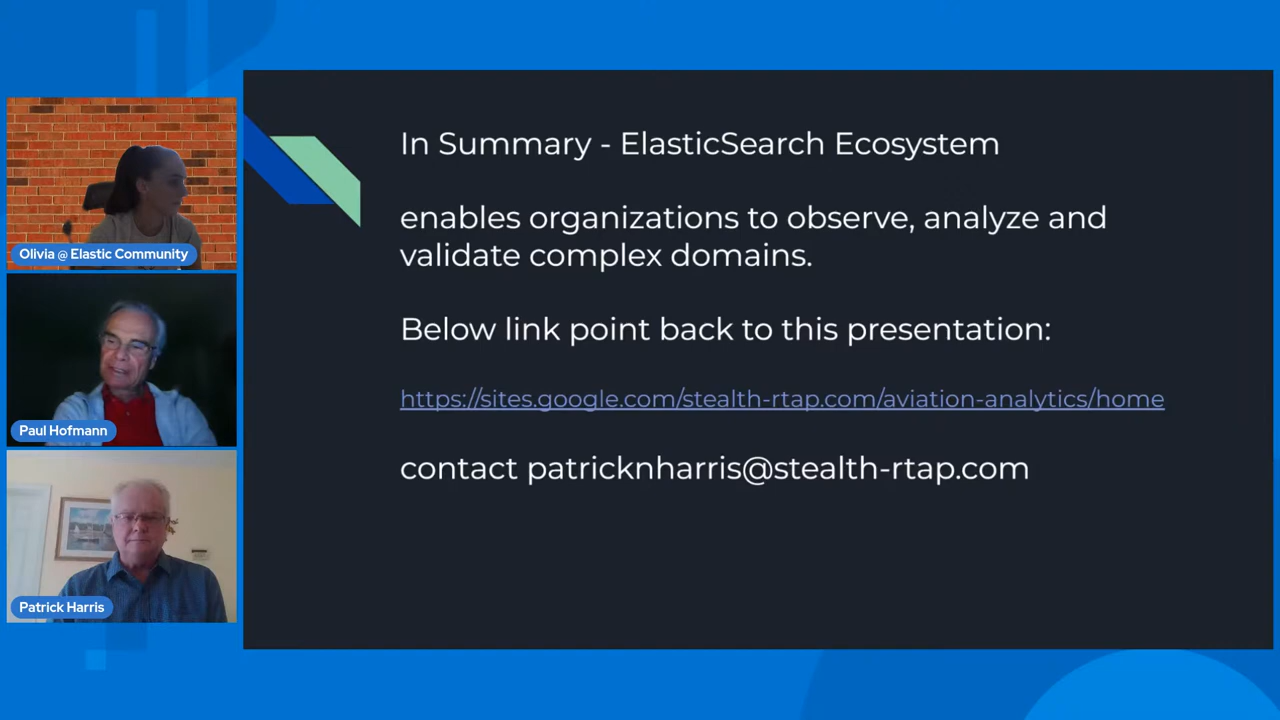 Olivia @ Elastic Community
Paul Hofmann
Patrick Harris
In Summary - ElasticSearch Ecosystem
enables organizations to observe, analyze and
validate complex domains.
Below link point back to this presentation:
https://sites.google.com/stealth-rtap.com/aviation-analytics/home
contact patricknharris@stealth-rtap.com